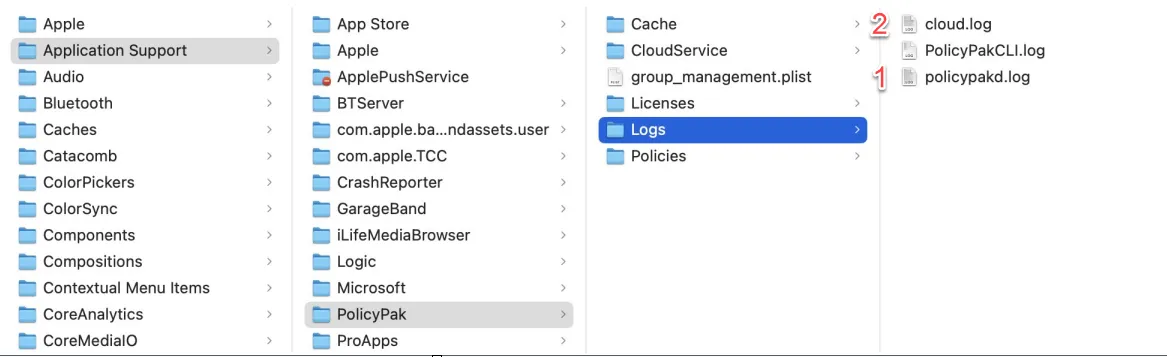 Apple
Application Support
Audio
Bluetooth
Caches
Catacomb
ColorPickers
ColorSync
Components
Compositions
Contextual Menu Items
CoreAnalytics
CoreMediaIO
App Store
Apple
ApplePushService
BTServer
com.apple.ba...ndassets.user
com.apple.TCC
CrashReporter
GarageBand
iLifeMediaBrowser
Logic
Microsoft
PolicyPak
ProApps
Cache
CloudService
group_management.plist
Licenses
Logs
Policies
2 cloud.log
PolicyPakCLI.log
1 policypakd.log